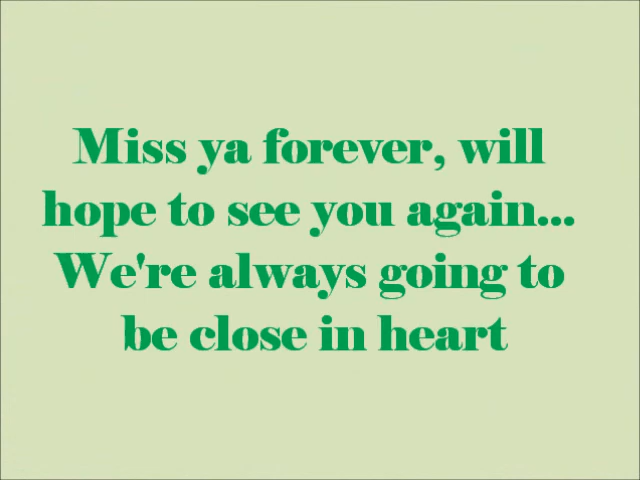 Miss ya forever, will
hope to see you again...
We're always going to
be close in heart